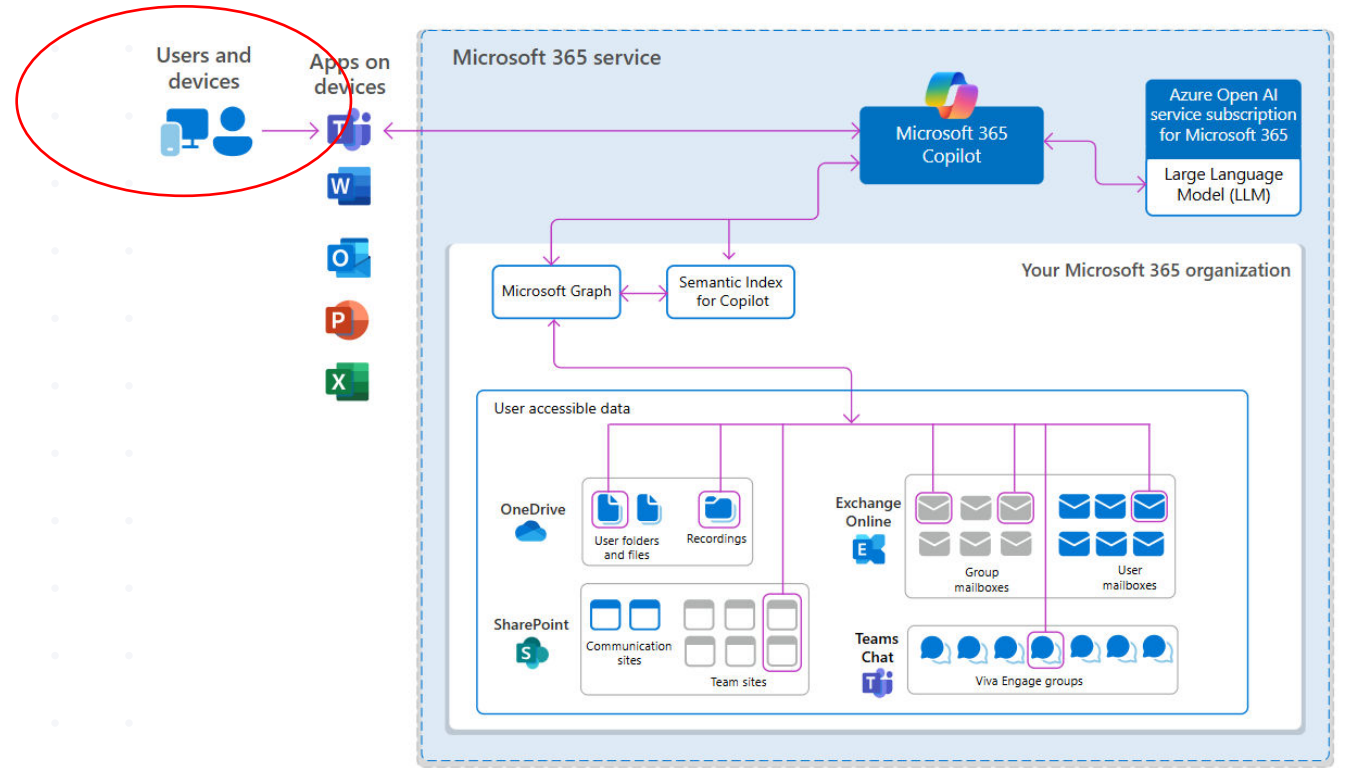 Users and
devices
Apps on
devices
T
W
O
P
X
Microsoft 365 service
Microsoft 365
Copilot
Azure Open AI
service subscription
for Microsoft 365
Large Language
Model (LLM)
Your Microsoft 365 organization
Microsoft Graph
Semantic Index
for Copilot
User accessible data
OneDrive
User folders
and files
Recordings
SharePoint
S
Communication
sites
Team sites
Exchange
Online
E
Group
mailboxes
User
mailboxes
Teams
Chat
T
Viva Engage groups